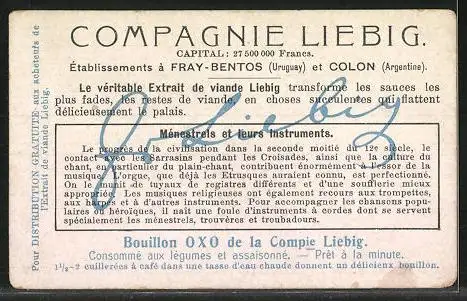 COMPAGNIE LIEBIG.
CAPITAL: 27 500 000 Francs.
Établissements à FRAY-BENTOS (Uruguay) et COLON (Argentine).
Le véritable Extrait de viande Liebig transforme les sauces les
plus fades, les restes de viande, en choses succulentes qui flattent
délicieusement le palais.
Ménestrels et leurs instruments.
Le progrès de la civilisation dans la seconde moitié du 12e siècle, le
contact avec les Sarrasins pendant les Croisades, ainsi que la culture du
chant, en particulier du plain-chant, contribuent énormément à l'essor de la
musique. L'orgue, que déjà les Etrusques auraient connu, est perfectionné.
On le munit de tuyaux de registres différents et d'une soufflerie mieux
appropriée. Les musiques religieuses ont également recours aux trompettes,
aux harpes et à d'autres instruments. Pour accompagner les chansons popu-
laires et héroïques, il naît une foule d'instruments à cordes dont se servent
spécialement les ménestrels, trouvères et troubadours.
J. v. Liebig
Bouillon OXO de la Compie Liebig.
Consommé aux légumes et assaisonné. — Prêt à la minute.
1½-2 cuillerées à café dans une tasse d'eau chaude donnent un délicieux bouillon.
Pour DISTRIBUTION GRATUITE aux acheteurs de
l'Extrait de viande Liebig.